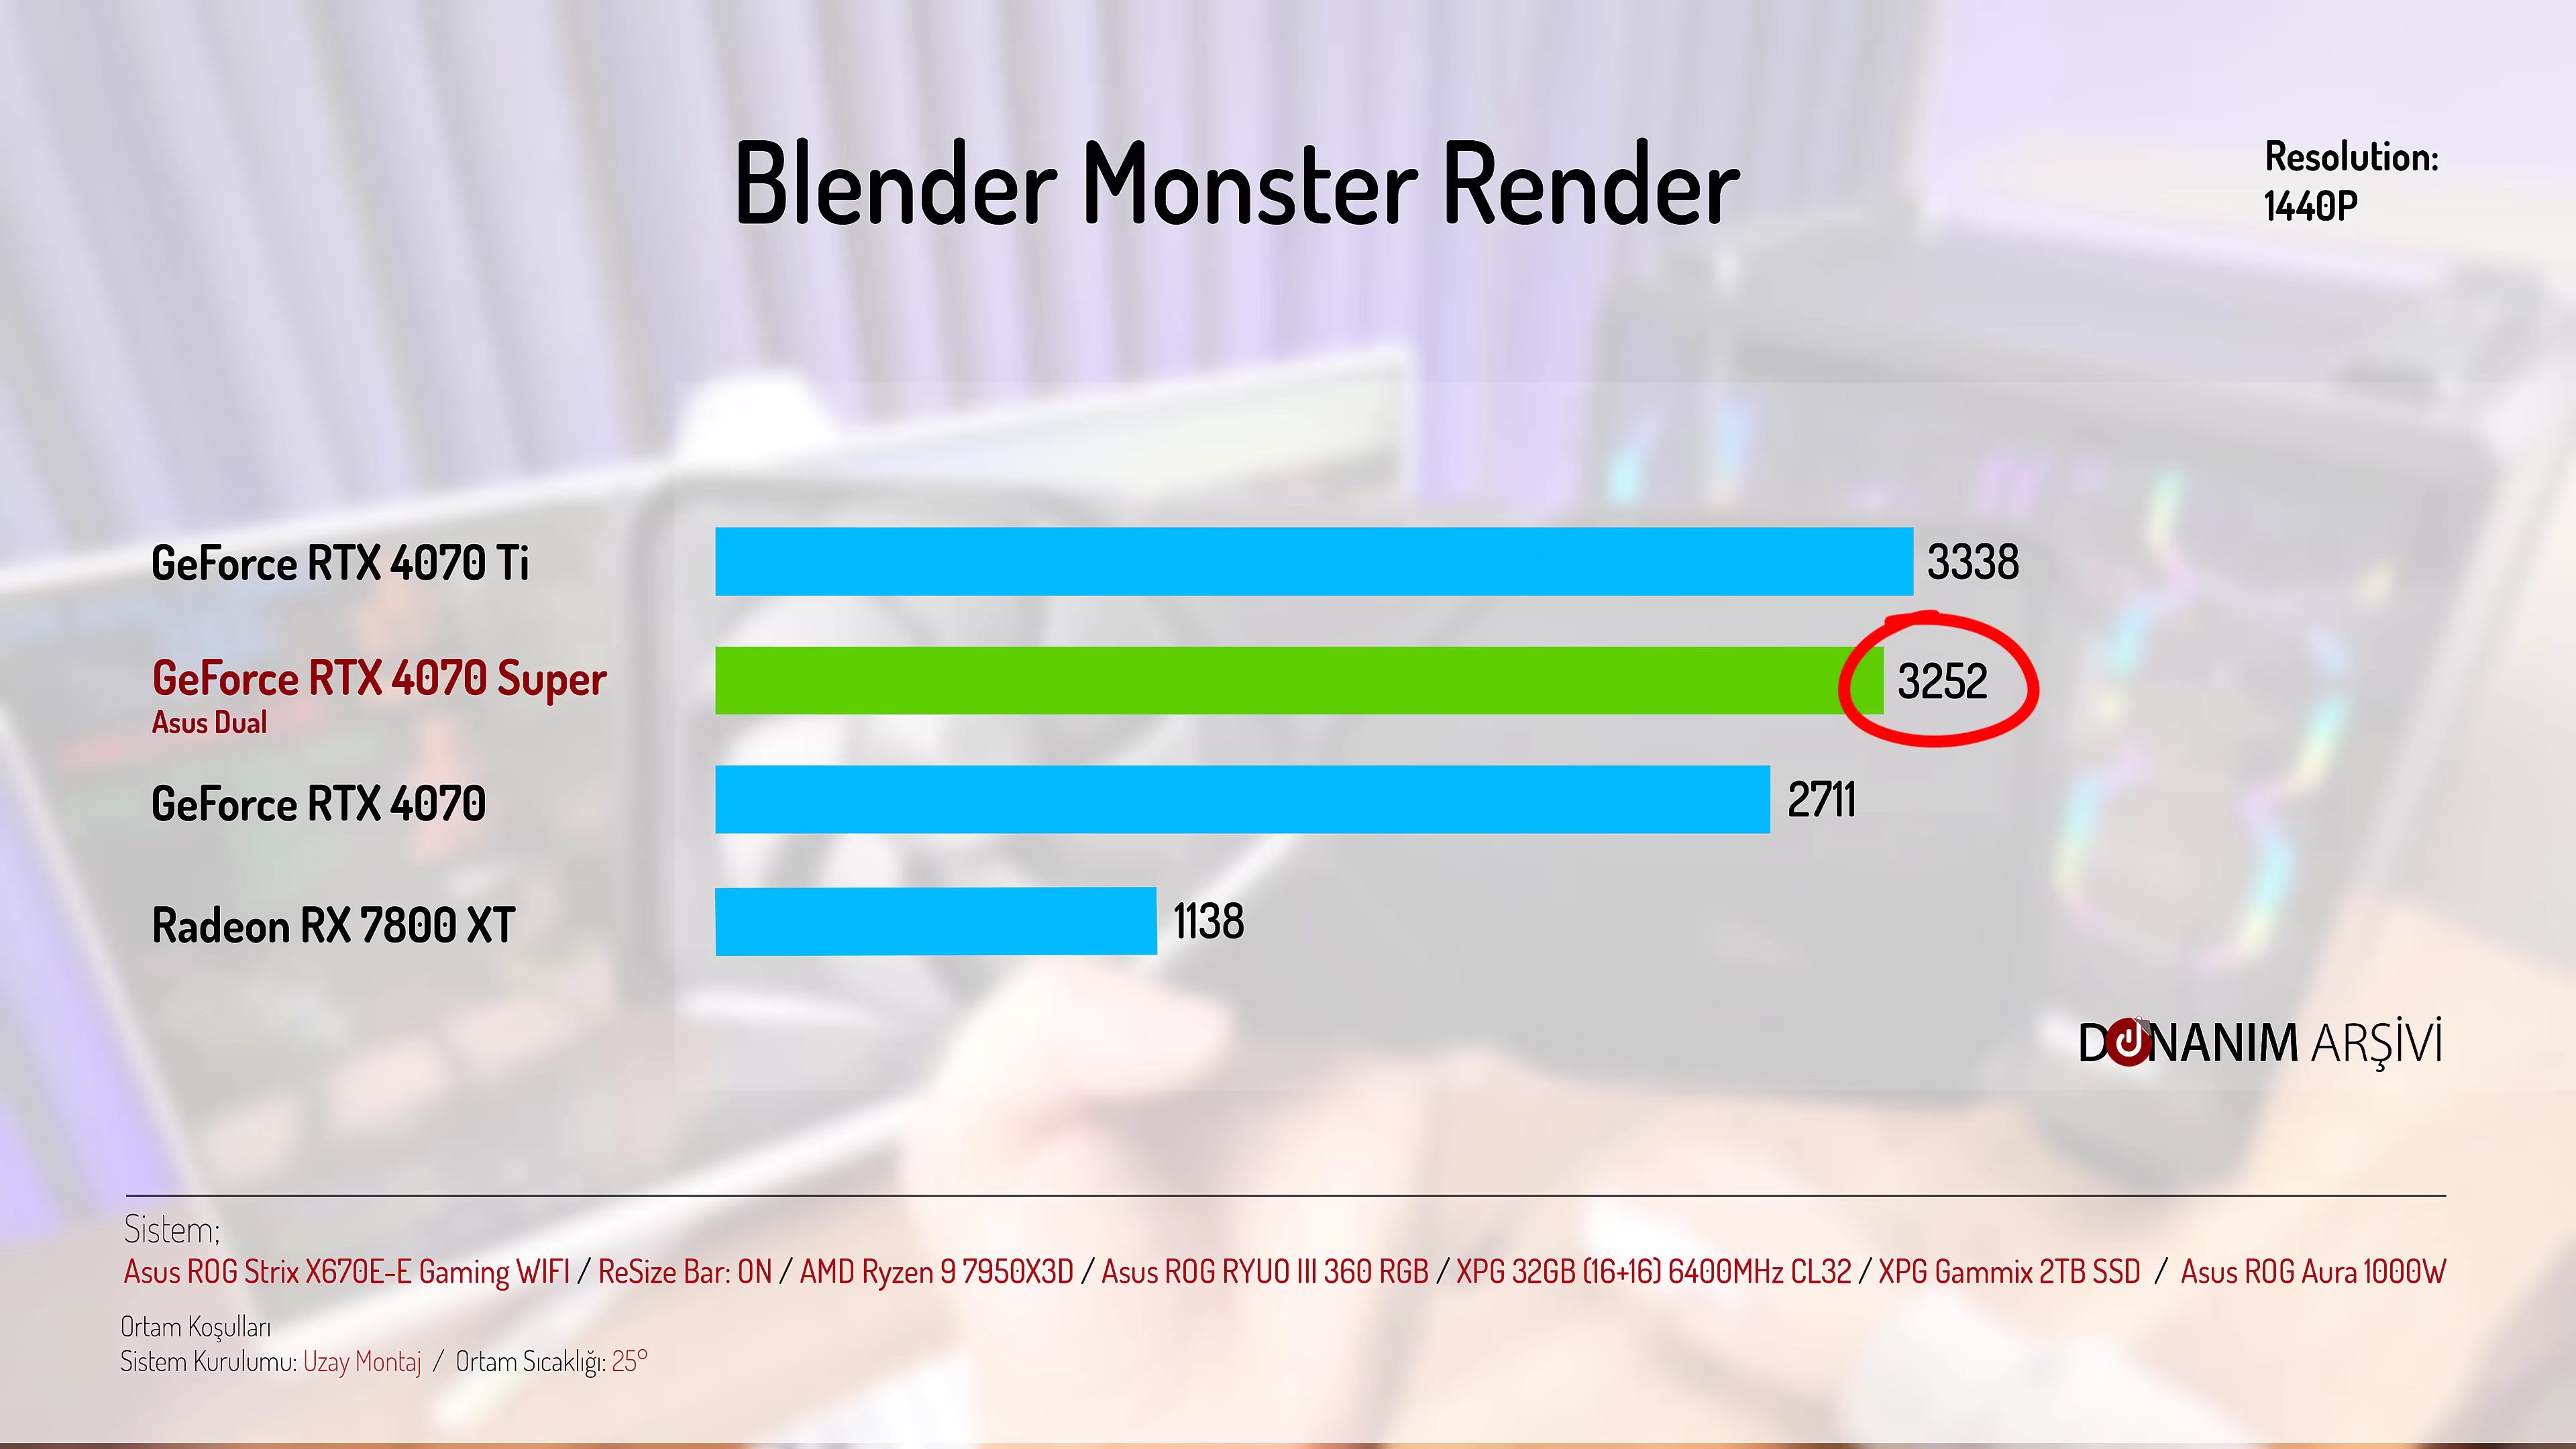 Blender Monster Render
Resolution:
1440P
GeForce RTX 4070 Ti
3338
GeForce RTX 4070 Super
Asus Dual
3252
GeForce RTX 4070
2711
Radeon RX 7800 XT
1138
DONANIM ARŞİVİ
Sistem;
Asus ROG Strix X670E-E Gaming WIFI / ReSize Bar: ON / AMD Ryzen 9 7950X3D / Asus ROG RYUO III 360 RGB / XPG 32GB (16+16) 6400MHz CL32 / XPG Gammix 2TB SSD / Asus ROG Aura 1000W
Ortam Koşulları
Sistem Kurulumu: Uzay Montaj / Ortam Sıcaklığı: 25°